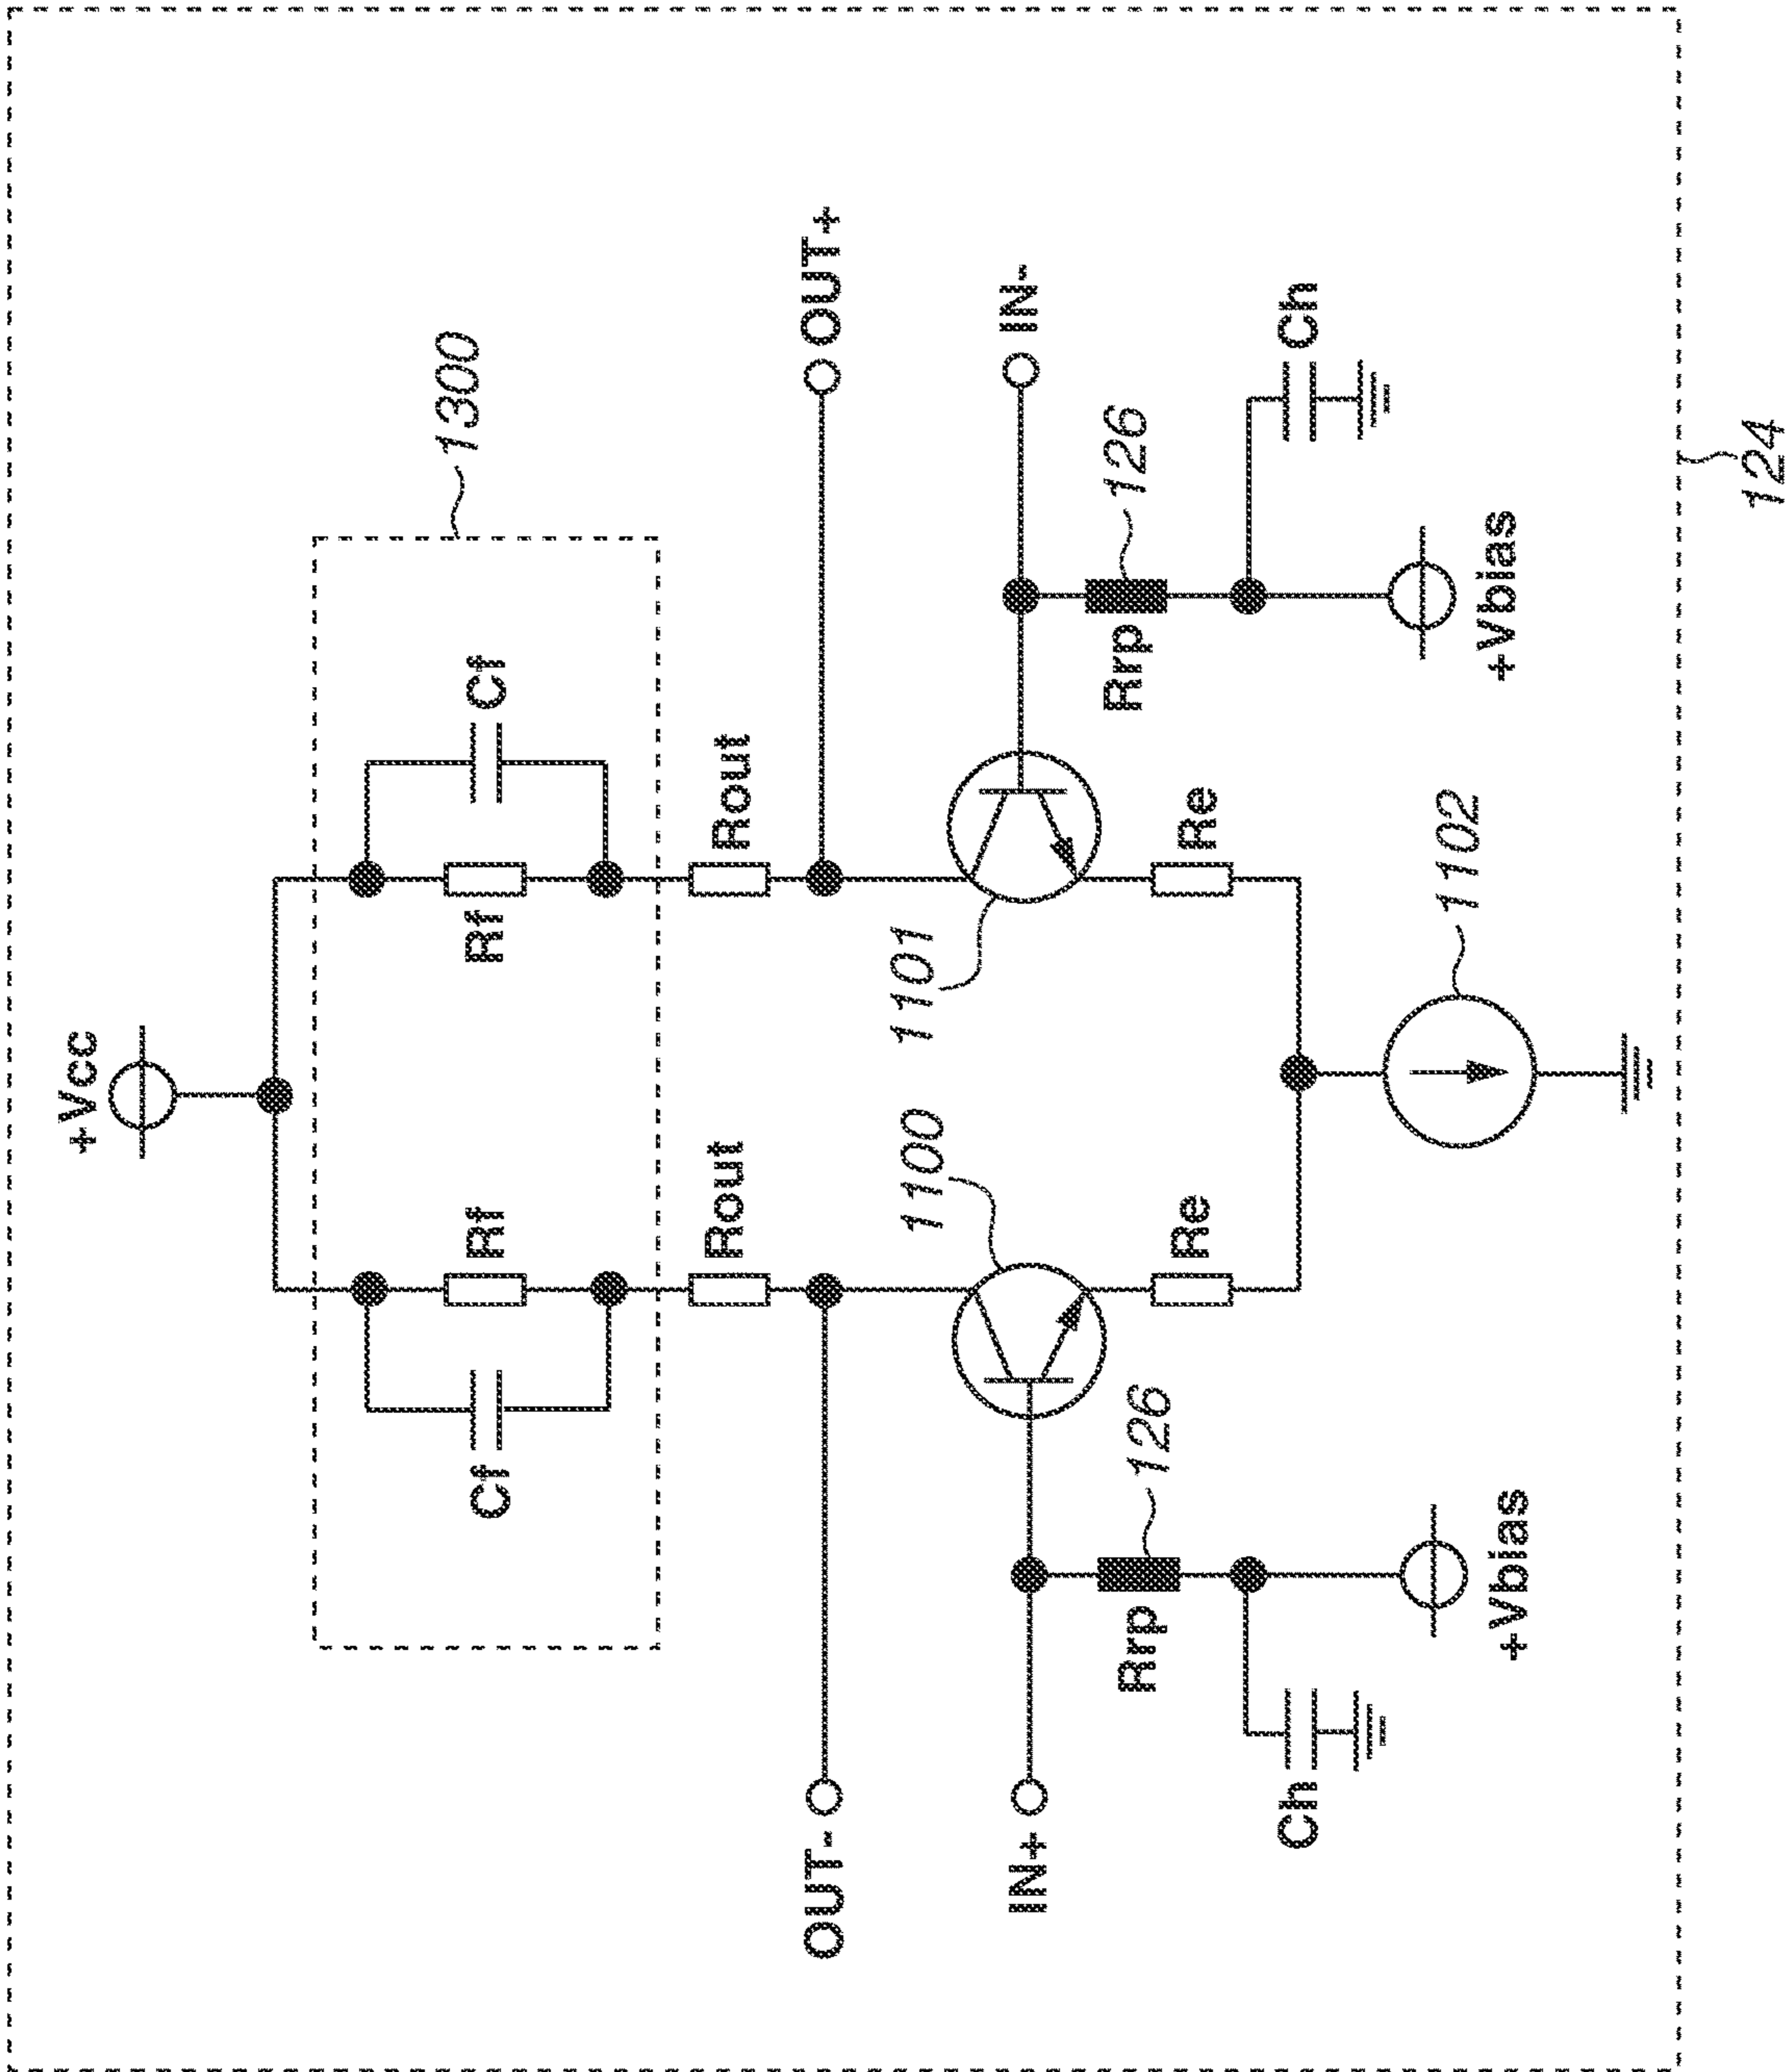 +Vcc
1300
Cf
Rf
Rf
Cf
Rout
Rout
OUT-
OUT+
1100
1101
IN+
IN-
Rrp
126
Rrp
126
Re
Re
Ch
Ch
1102
+Vbias
+Vbias
124